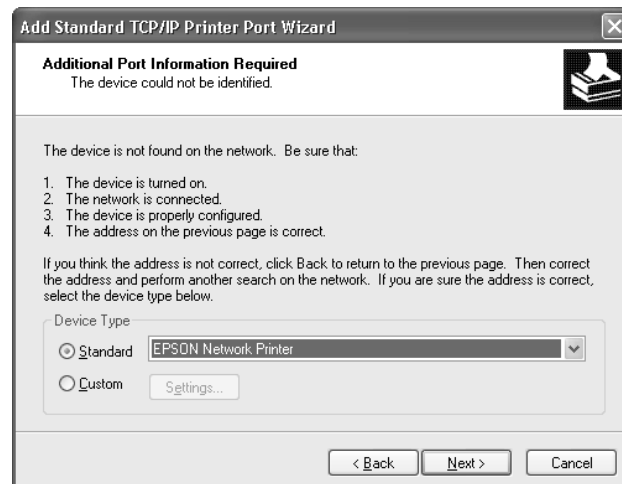 Add Standard TCP/IP Printer Port Wizard
Additional Port Information Required
The device could not be identified.
The device is not found on the network. Be sure that:
1. The device is turned on.
2. The network is connected.
3. The device is properly configured.
4. The address on the previous page is correct.
If you think the address is not correct, click Back to return to the previous page. Then correct
the address and perform another search on the network. If you are sure the address is correct,
select the device type below.
Device Type
Standard EPSON Network Printer
Custom Settings...
< Back Next > Cancel